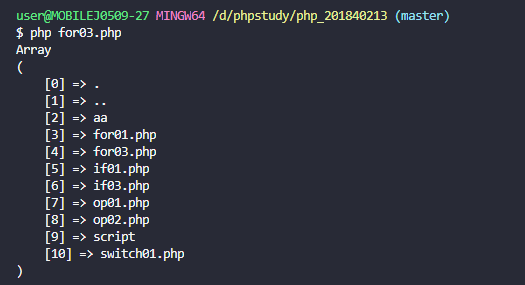 user@MOBILEJ0509-27 MINGW64 /d/phpstudy/php_201840213 (master)
$ php for03.php
Array
(
    [0] => .
    [1] => ..
    [2] => aa
    [3] => for01.php
    [4] => for03.php
    [5] => if01.php
    [6] => if03.php
    [7] => op01.php
    [8] => op02.php
    [9] => script
    [10] => switch01.php
)